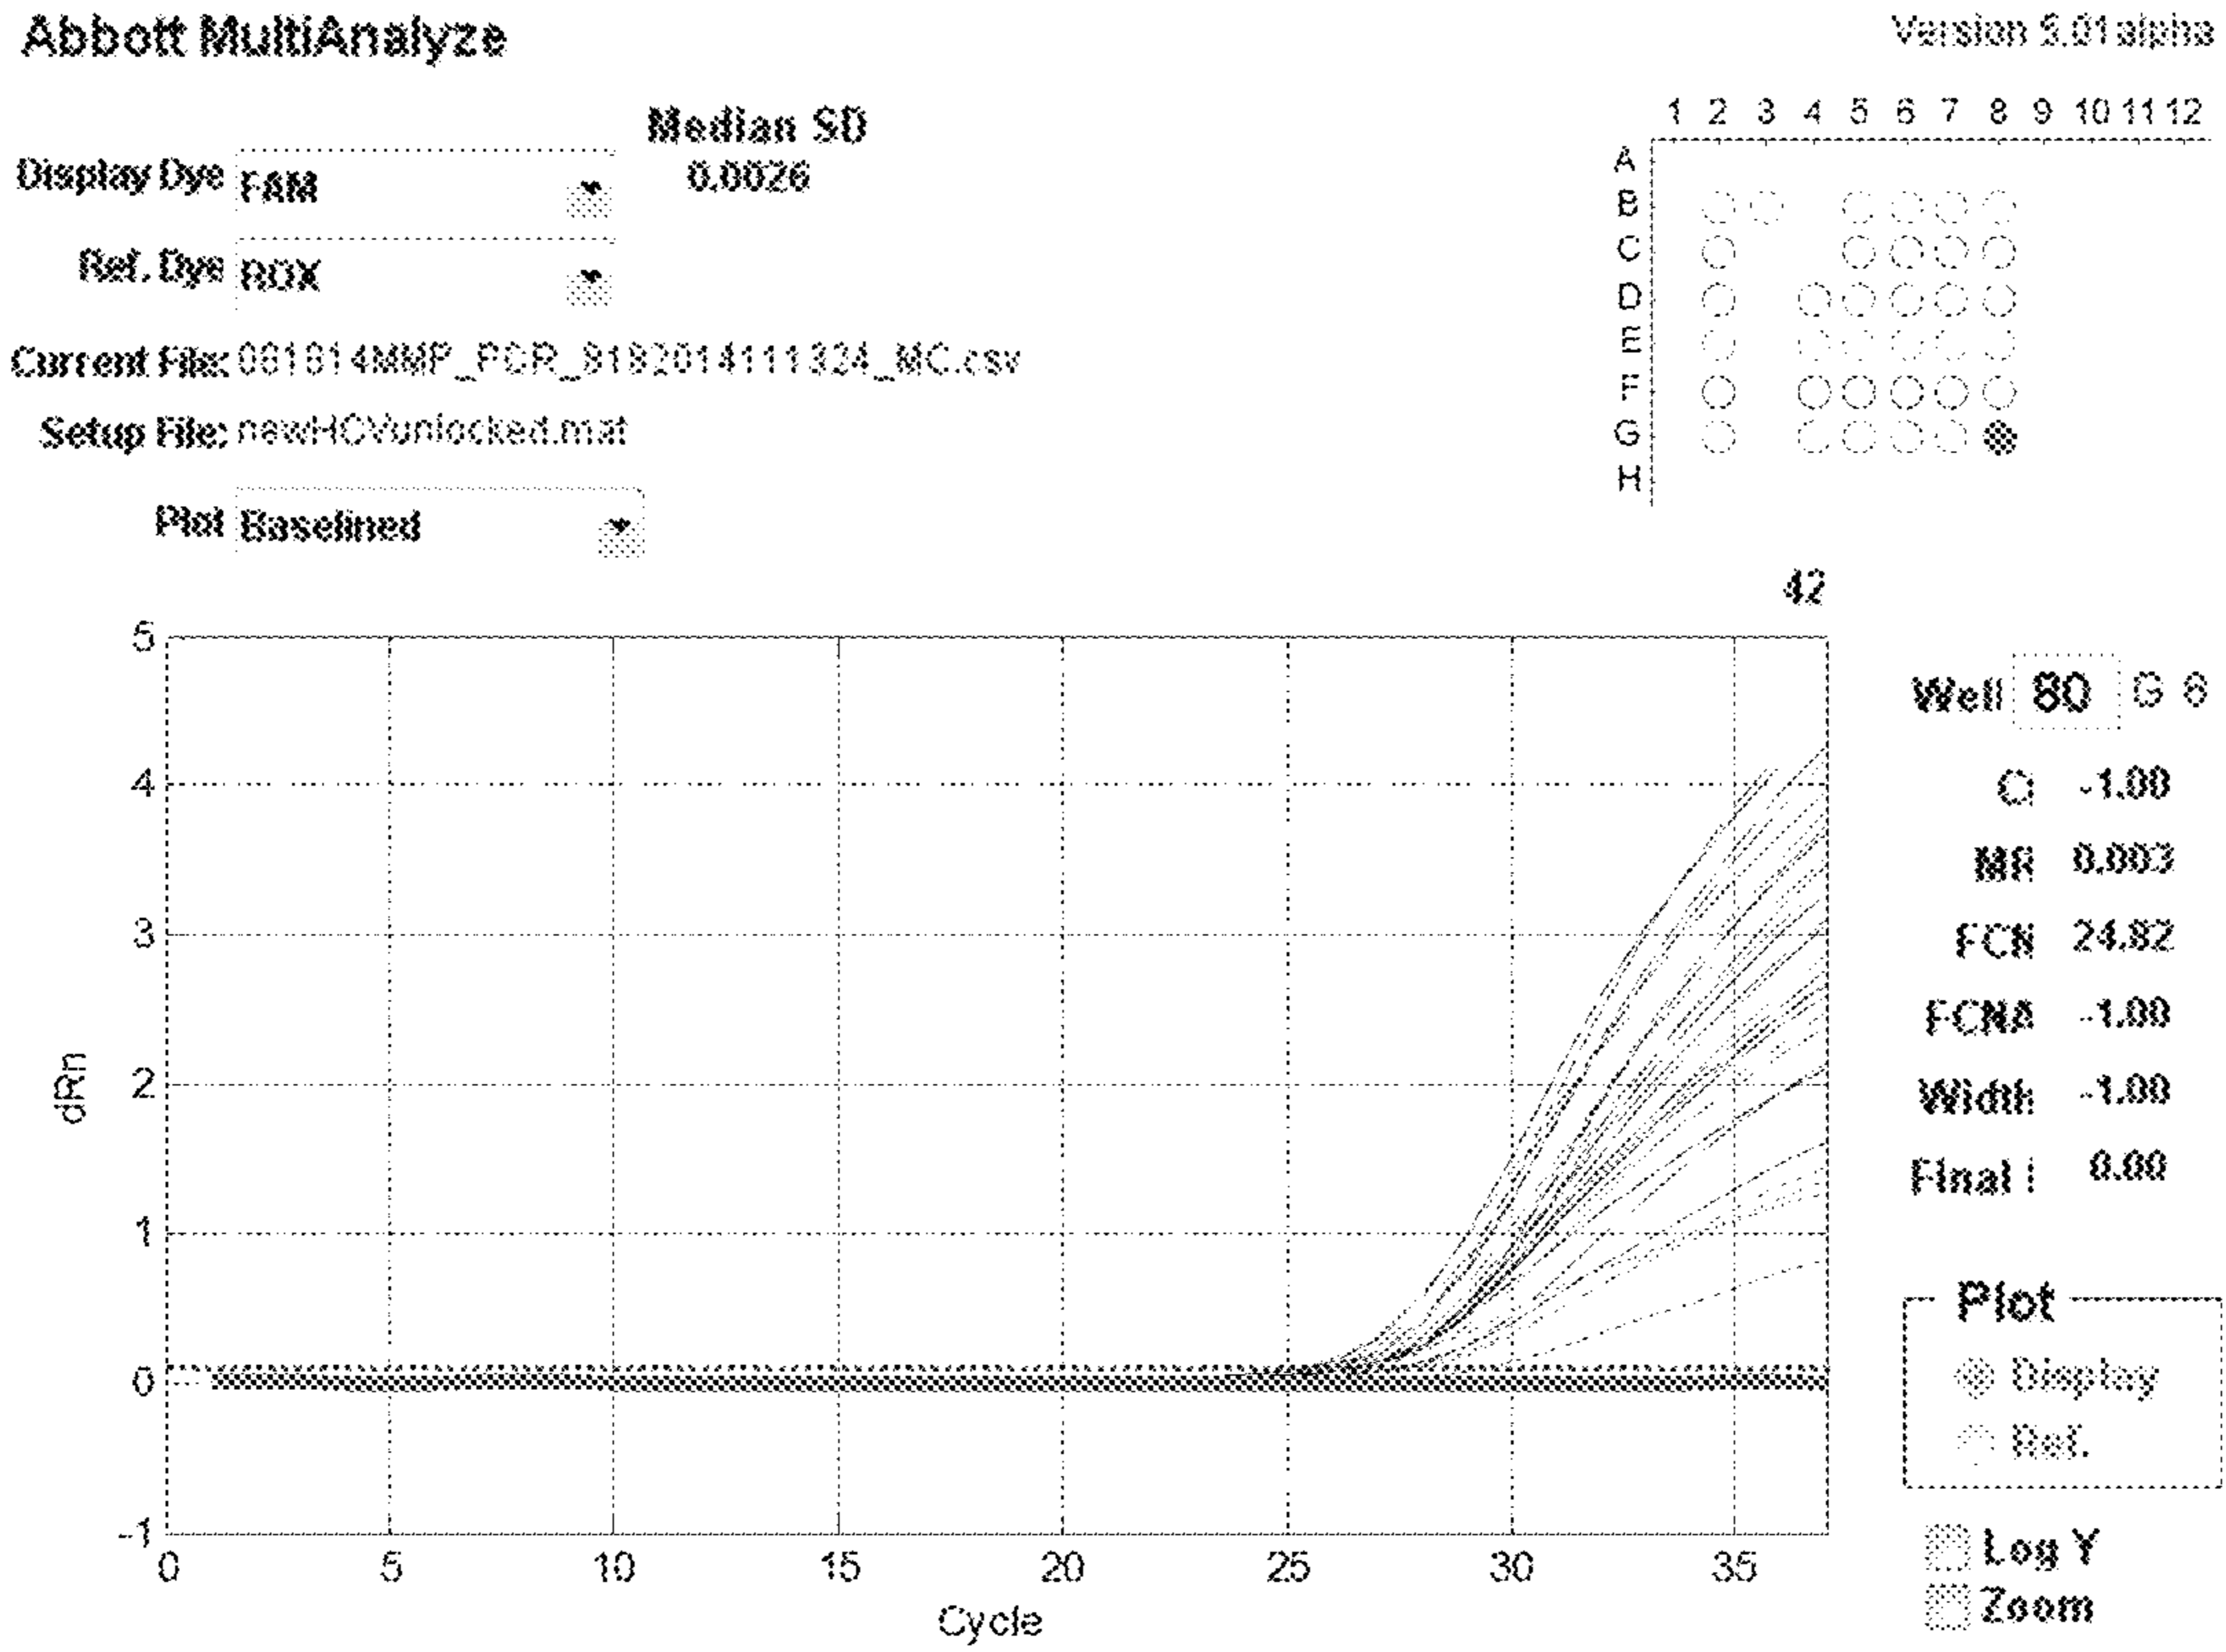 Abbott MultiAnalyze
Version 5.01alpha
Median SD
0.0026
Display Dye FAM
Ref. Dye ROX
Current File: 081814MMP_PCR_8182014111324_MC.csv
Setup File: newHCVunlocked.mat
Plot Baselined
1 2 3 4 5 6 7 8 9 10 11 12
A
B
C
D
E
F
G
H
42
5
4
3
2
1
0
-1
dRn
0 5 10 15 20 25 30 35
Cycle
Well 80 G 8
-1.00
MR 0.003
FCN 24.82
FCNA -1.00
Width -1.00
Final 0.00
Plot
Display
Ref.
Log Y
Zoom